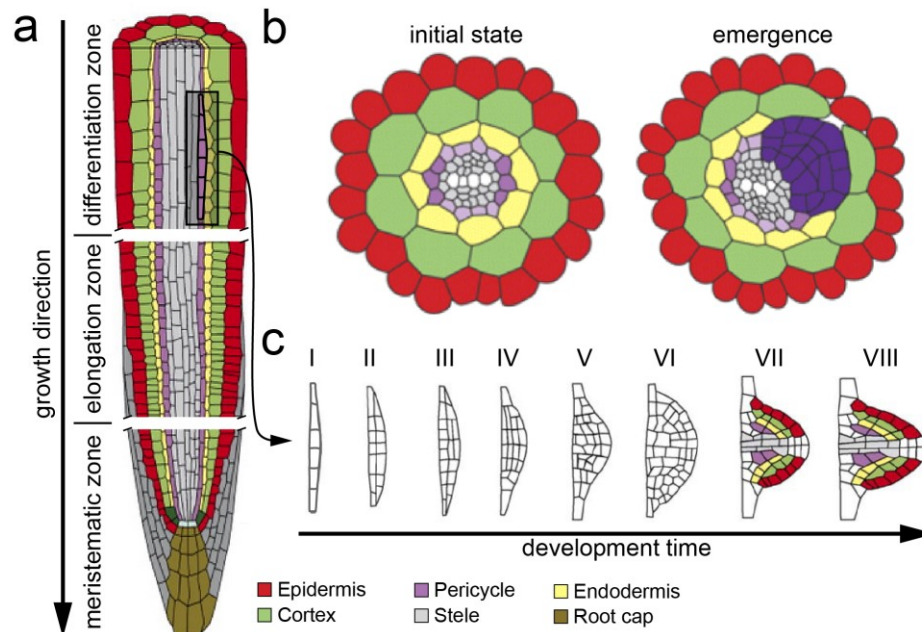 a
growth direction
differentiation zone
elongation zone
meristematic zone
b
initial state
emergence
c
I II III IV V VI VII VIII
development time
Epidermis Pericycle Endodermis
Cortex Stele Root cap